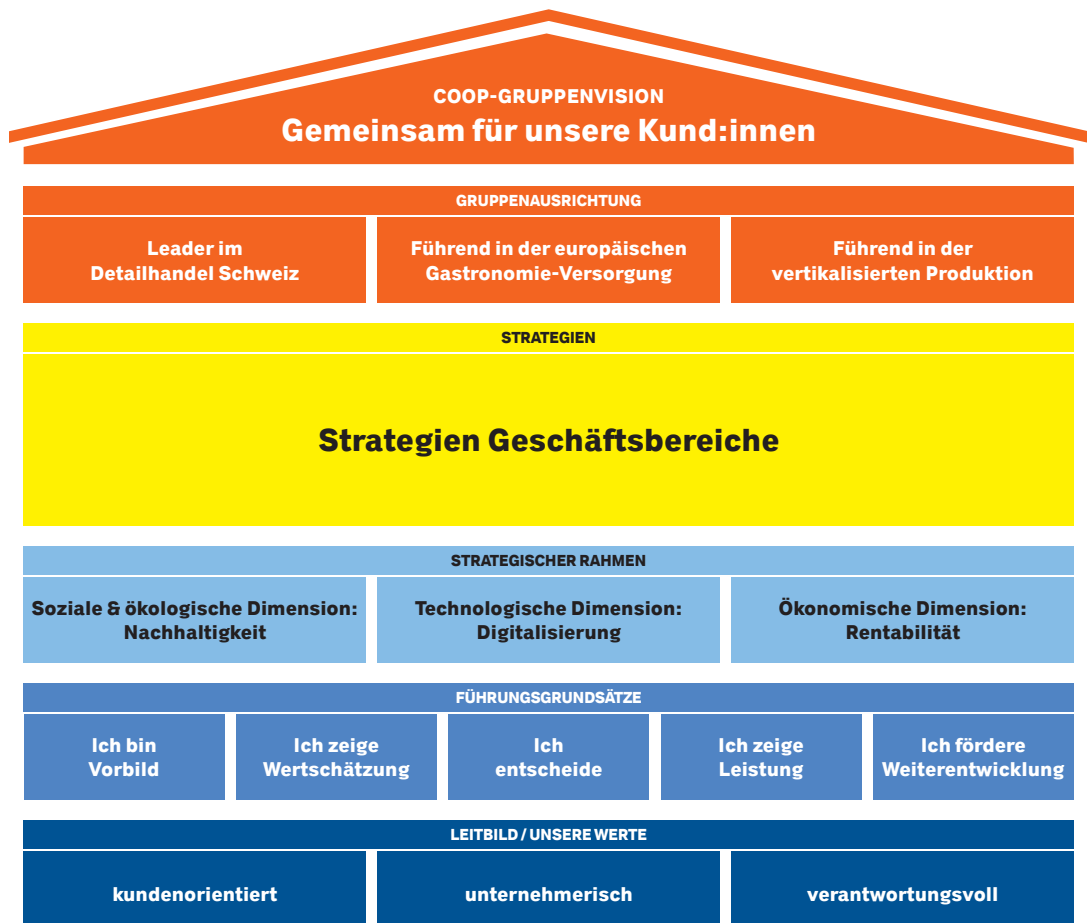 COOP-GRUPPENVISION
Gemeinsam für unsere Kund:innen
GRUPPENAUSRICHTUNG
Leader im
Detailhandel Schweiz
Führend in der europäischen
Gastronomie-Versorgung
Führend in der
vertikalisierten Produktion
STRATEGIEN
Strategien Geschäftsbereiche
STRATEGISCHER RAHMEN
Soziale & ökologische Dimension:
Nachhaltigkeit
Technologische Dimension:
Digitalisierung
Ökonomische Dimension:
Rentabilität
FÜHRUNGSGRUNDSÄTZE
Ich bin
Vorbild
Ich zeige
Wertschätzung
Ich
entscheide
Ich zeige
Leistung
Ich fördere
Weiterentwicklung
LEITBILD / UNSERE WERTE
kundenorientiert
unternehmerisch
verantwortungsvoll